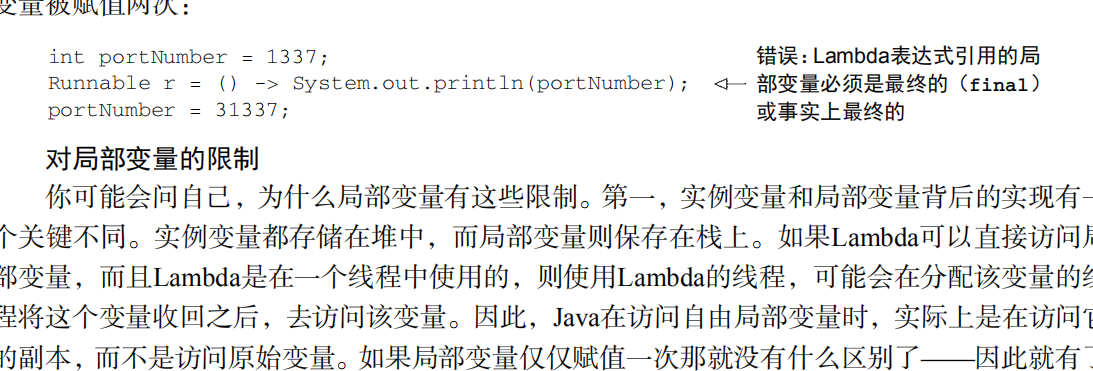 变量被赋值两次：
int portNumber = 1337;
Runnable r = () -> System.out.println(portNumber);
portNumber = 31337;
错误：Lambda表达式引用的局
部变量必须是最终的（final）
或事实上最终的
对局部变量的限制
你可能会问自己，为什么局部变量有这些限制。第一，实例变量和局部变量背后的实现有一
个关键不同。实例变量都存储在堆中，而局部变量则保存在栈上。如果Lambda可以直接访问局
部变量，而且Lambda是在一个线程中使用的，则使用Lambda的线程，可能会在分配该变量的线
程将这个变量收回之后，去访问该变量。因此，Java在访问自由局部变量时，实际上是在访问它
的副本，而不是访问原始变量。如果局部变量仅仅赋值一次那就没有什么区别了——因此就有了